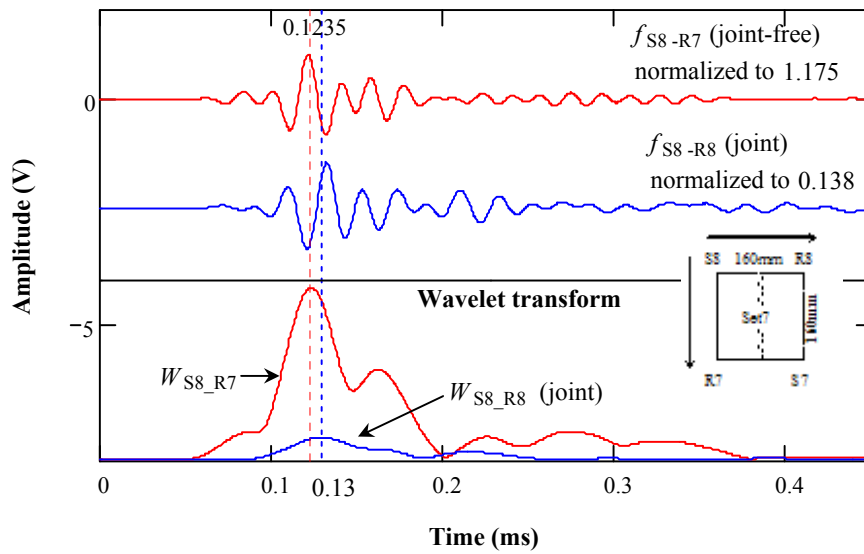 0.1235
f S8 -R7 (joint-free)
normalized to 1.175
0
f S8 -R8 (joint)
normalized to 0.138
Amplitude (V)
S8 160mm R8
Wavelet transform
−5
Set7
160mm
W S8_R7
W S8_R8 (joint)
R7 S7
0 0.1 0.13 0.2 0.3 0.4
Time (ms)